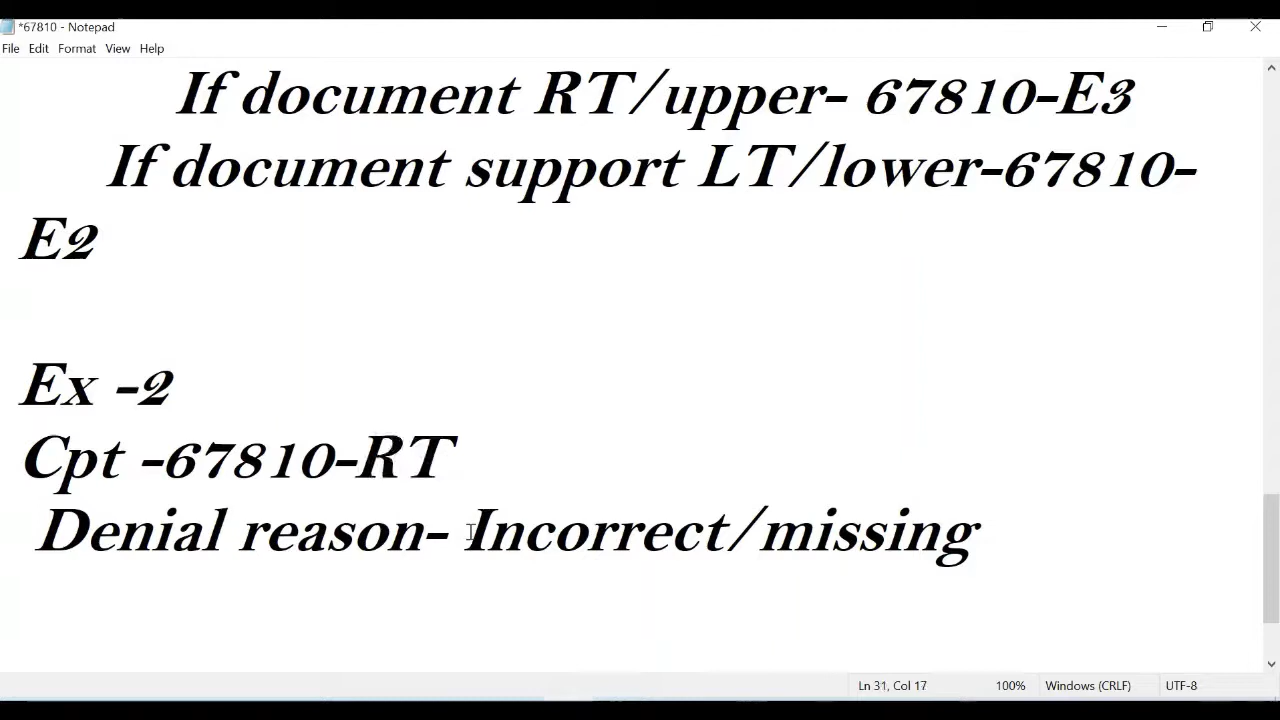 *67810 - Notepad
File Edit Format View Help
If document RT/upper- 67810-E3
If document support LT/lower-67810-
E2
Ex -2
Cpt -67810-RT
Denial reason- Incorrect/missing
Ln 31, Col 17 100% Windows (CRLF) UTF-8